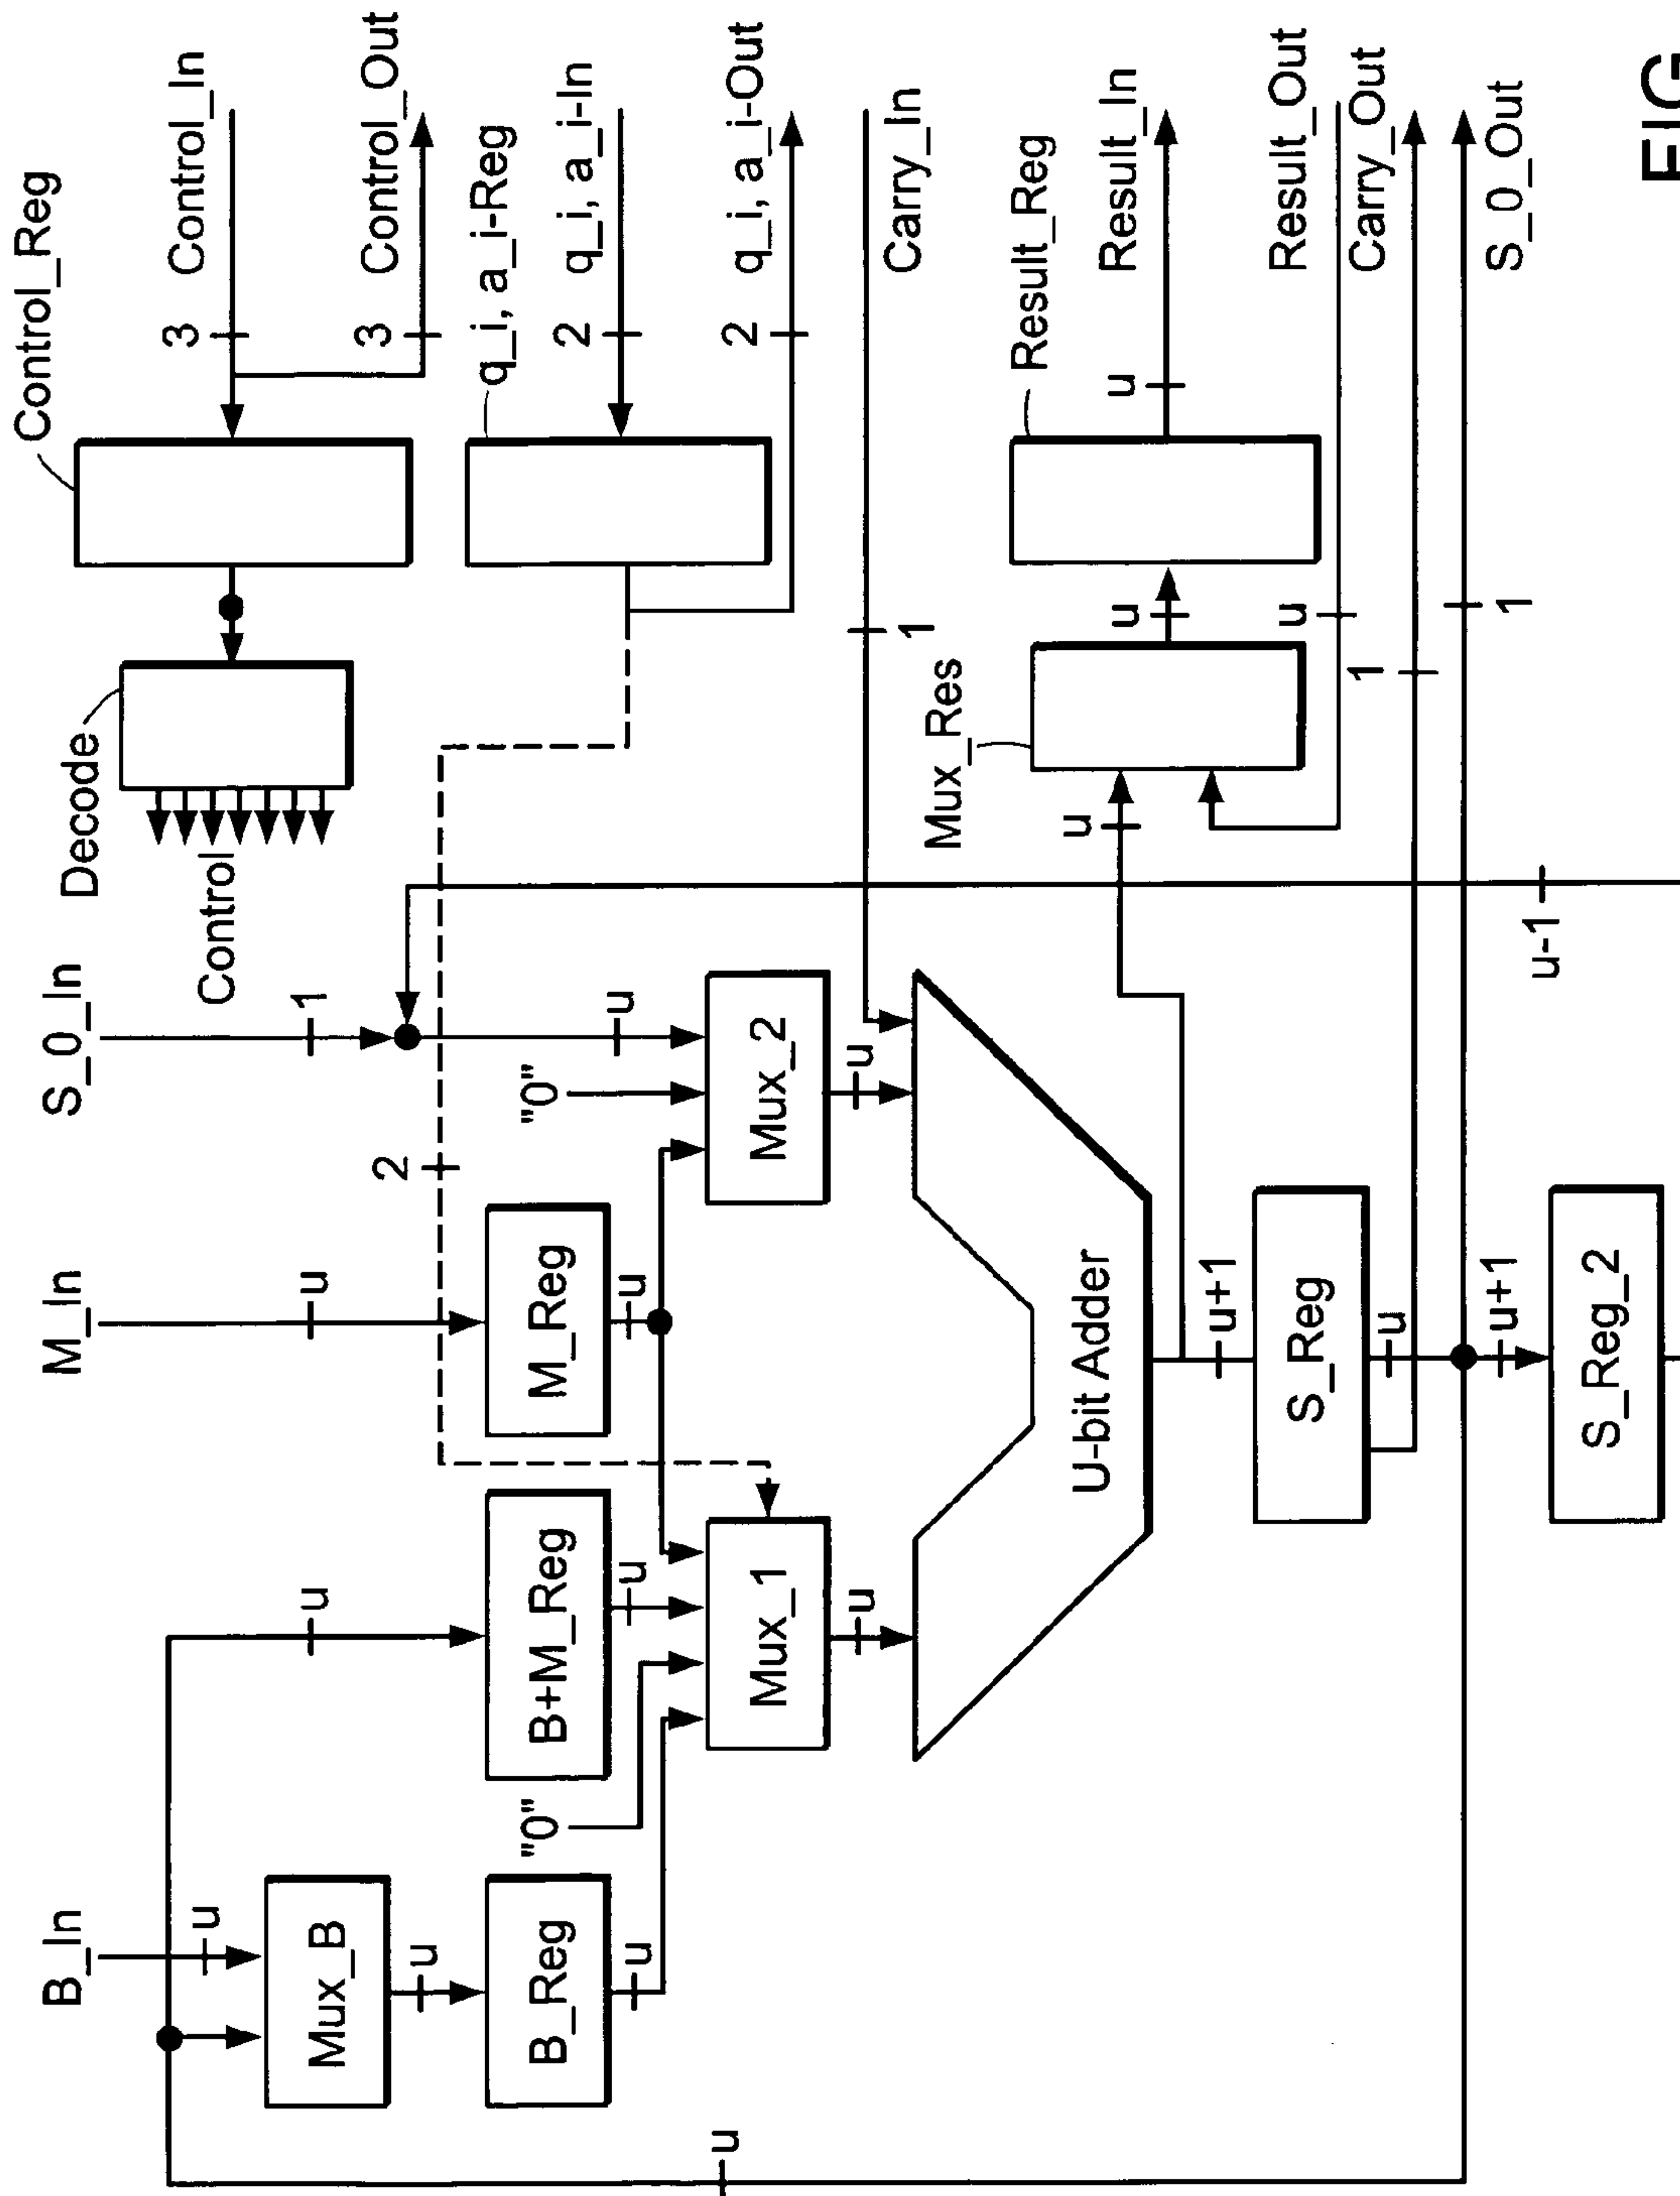 B_In
M_In
S_0_In
Control_Reg
Control_In
3
Control_Out
3
Decode
Control
q_i, a_i-Reg
q_i, a_i-In
2
q_i, a_i-Out
2
Carry_In
1
u
u
u
1
2
Mux_B
u
B_Reg
u
"0"
B+M_Reg
u
M_Reg
u
"0"
u
Mux_1
u
Mux_2
u
U-bit Adder
Mux_Res
u
u
u
Result_Reg
u
Result_In
Result_Out
Carry_Out
1
S_0_Out
1
u+1
S_Reg
u
u+1
S_Reg_2
u-1
u
FIG